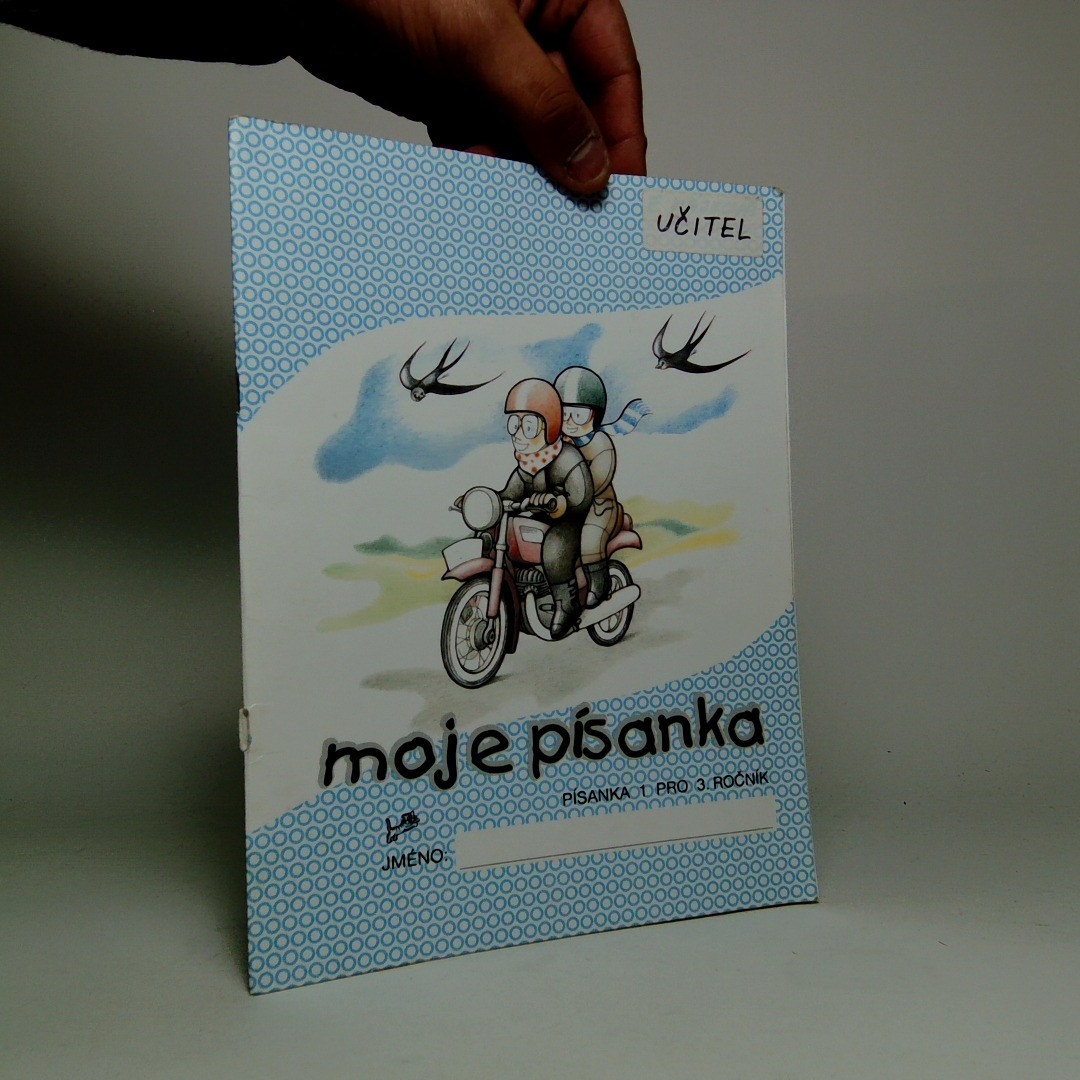 UČITEL
moje písanka
PÍSANKA 1 PRO 3. ROČNÍK
JMÉNO: